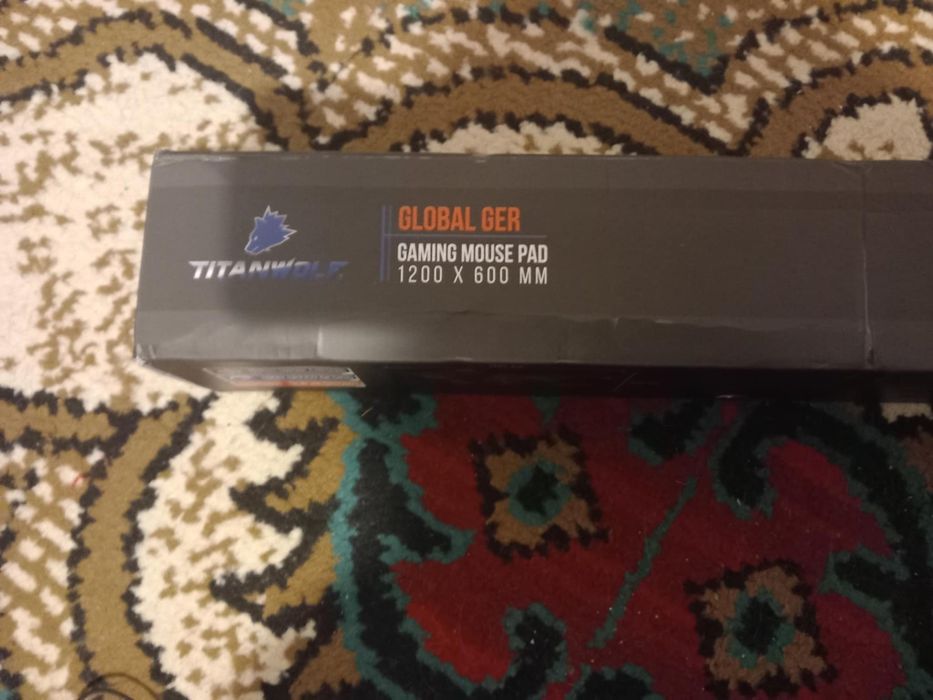 TITANWOLF
GLOBAL GER
GAMING MOUSE PAD
1200 X 600 MM